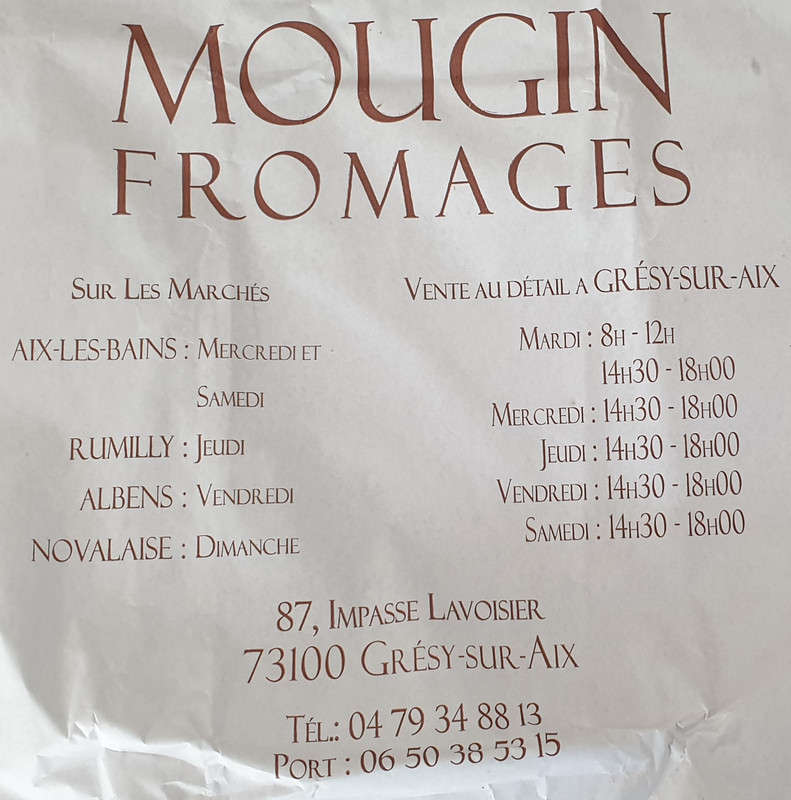 MOUGIN
FROMAGES
Sur Les Marchés
AIX-LES-BAINS : Mercredi et
Samedi
RUMILLY : Jeudi
ALBENS : Vendredi
NOVALAISE : Dimanche
Vente au détail a GRÉSY-SUR-AIX
Mardi : 8h - 12h
14h30 - 18h00
Mercredi : 14h30 - 18h00
Jeudi : 14h30 - 18h00
Vendredi : 14h30 - 18h00
Samedi : 14h30 - 18h00
87, Impasse Lavoisier
73100 Grésy-sur-Aix
Tél.: 04 79 34 88 13
Port : 06 50 38 53 15